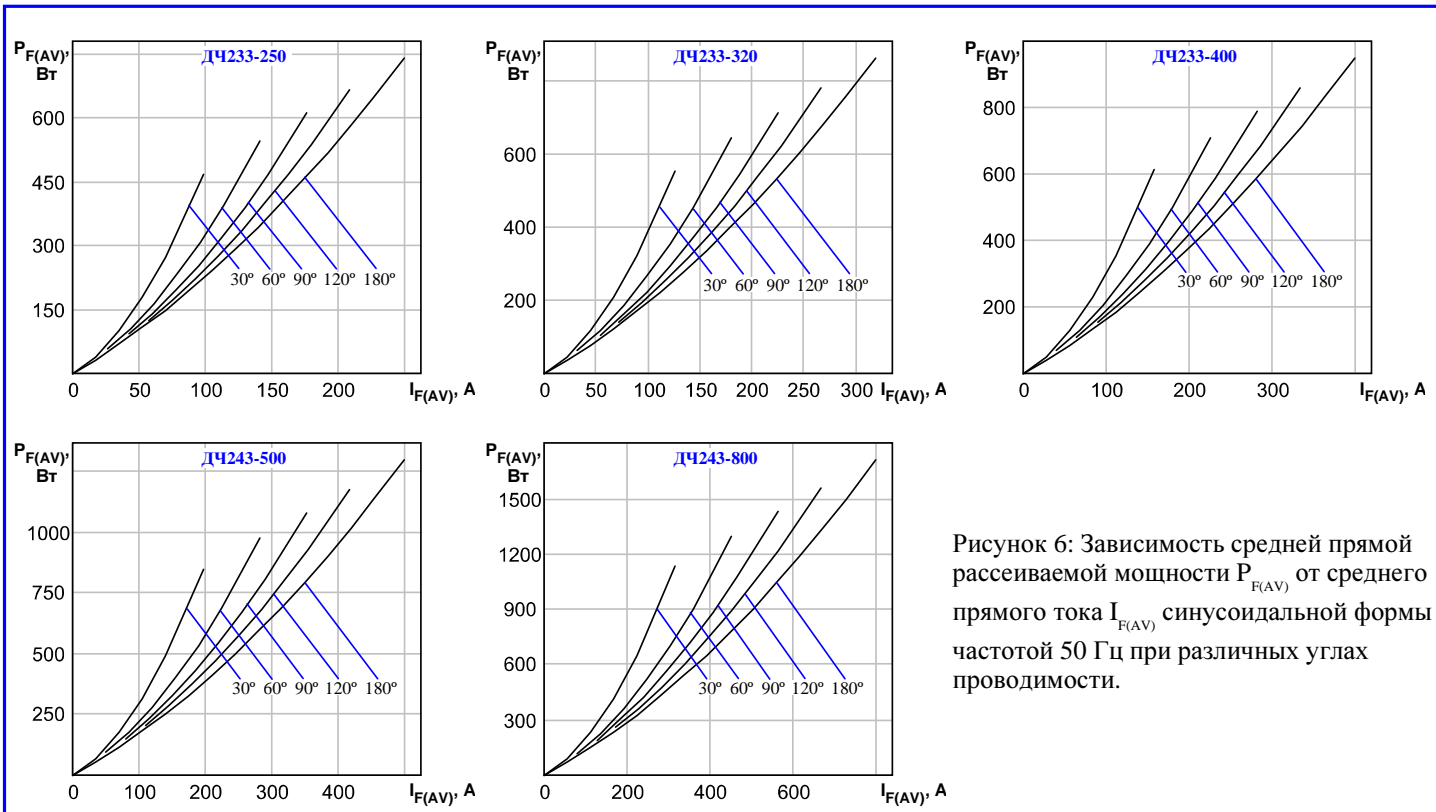 P_F(AV), Вт
ДЧ233-250
600
450
300
150
30º 60º 90º 120º 180º
0 50 100 150 200 I_F(AV), А
P_F(AV), Вт
ДЧ233-320
600
400
200
30º 60º 90º 120º 180º
0 50 100 150 200 250 300 I_F(AV), А
P_F(AV), Вт
ДЧ233-400
800
600
400
200
30º 60º 90º 120º 180º
0 100 200 300 I_F(AV), А
P_F(AV), Вт
ДЧ243-500
1000
750
500
250
30º 60º 90º 120º 180º
0 100 200 300 400 I_F(AV), А
P_F(AV), Вт
ДЧ243-800
1500
1200
900
600
300
30º 60º 90º 120º 180º
0 200 400 600 I_F(AV), А
Рисунок 6: Зависимость средней прямой
рассеиваемой мощности P_F(AV) от среднего
прямого тока I_F(AV) синусоидальной формы
частотой 50 Гц при различных углах
проводимости.